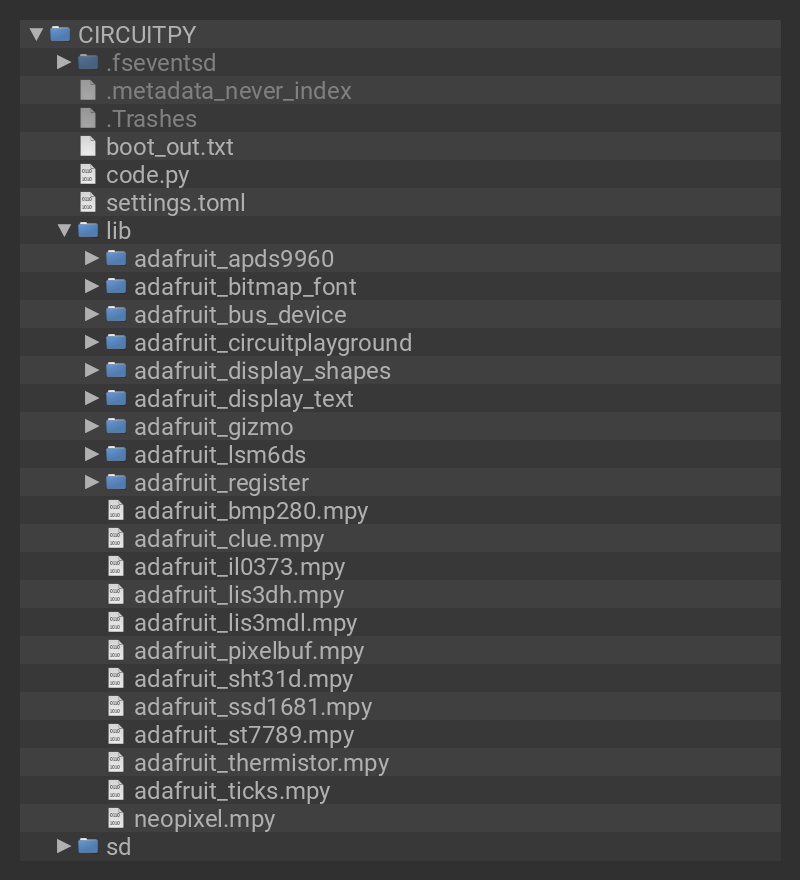 CIRCUITPY
.fseventsd
.metadata_never_index
.Trashes
boot_out.txt
code.py
settings.toml
lib
adafruit_apds9960
adafruit_bitmap_font
adafruit_bus_device
adafruit_circuitplayground
adafruit_display_shapes
adafruit_display_text
adafruit_gizmo
adafruit_lsm6ds
adafruit_register
adafruit_bmp280.mpy
adafruit_clue.mpy
adafruit_il0373.mpy
adafruit_lis3dh.mpy
adafruit_lis3mdl.mpy
adafruit_pixelbuf.mpy
adafruit_sht31d.mpy
adafruit_ssd1681.mpy
adafruit_st7789.mpy
adafruit_thermistor.mpy
adafruit_ticks.mpy
neopixel.mpy
sd